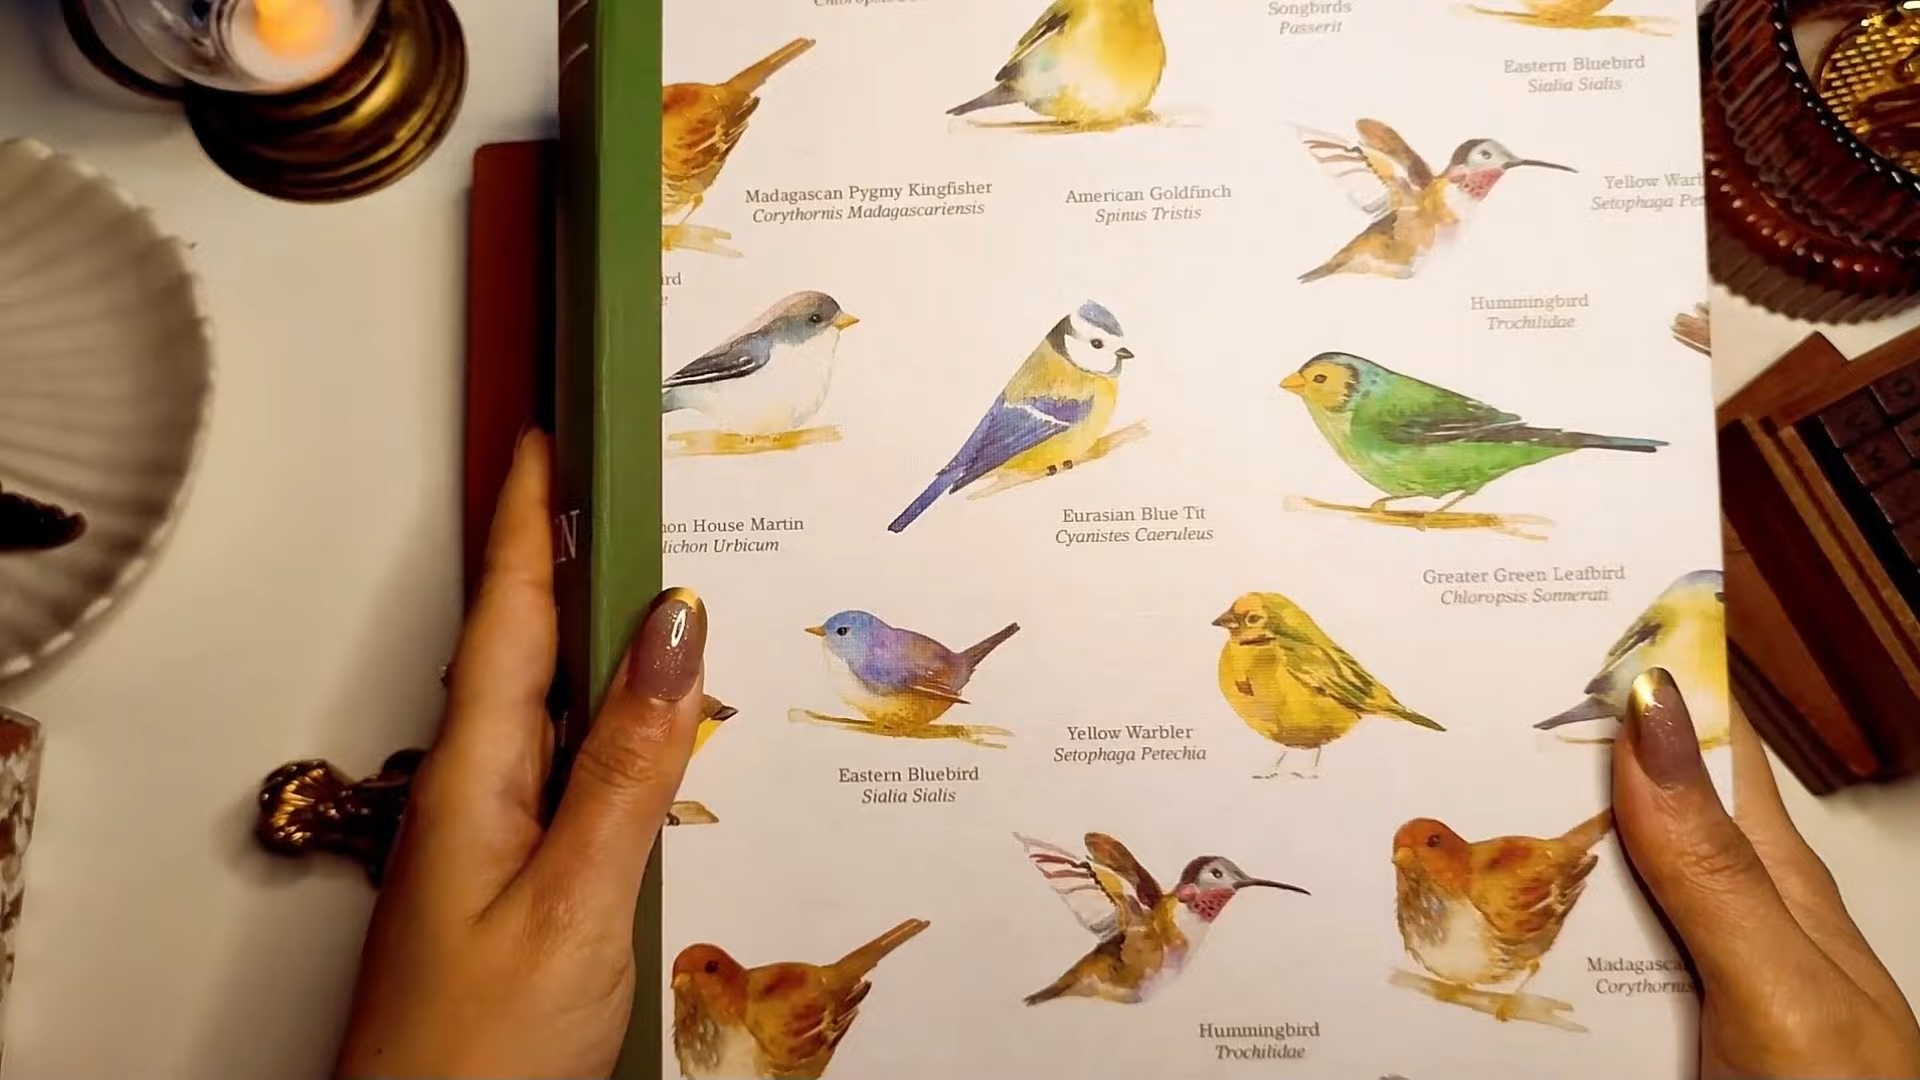 Songbirds
Passerit
Eastern Bluebird
Sialia Sialis
Madagascan Pygmy Kingfisher
Corythornis Madagascariensis
American Goldfinch
Spinus Tristis
Yellow
Setophaga
Hummingbird
Trochilidae
House Martin
Urbicum
Eurasian Blue Tit
Cyanistes Caeruleus
Greater Green Leafbird
Chloropsis Sonnerati
Yellow Warbler
Setophaga Petechia
Eastern Bluebird
Sialia Sialis
Hummingbird
Trochilidae